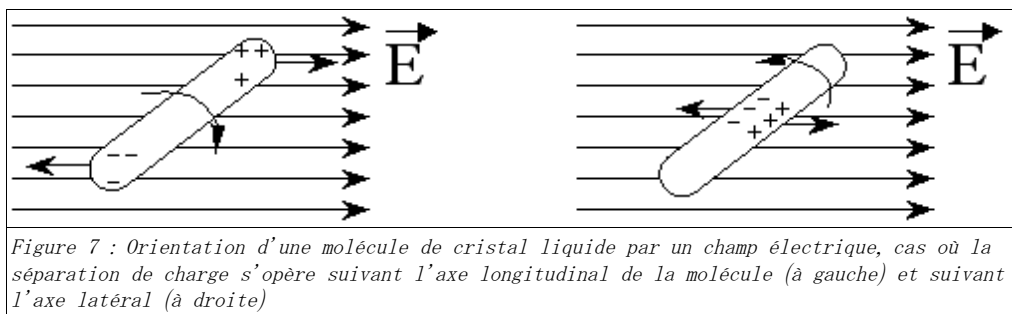 E
E
+ +
+
- -
-
-
- +
- +
+
Figure 7 : Orientation d'une molécule de cristal liquide par un champ électrique, cas où la
séparation de charge s'opère suivant l'axe longitudinal de la molécule (à gauche) et suivant
l'axe latéral (à droite)